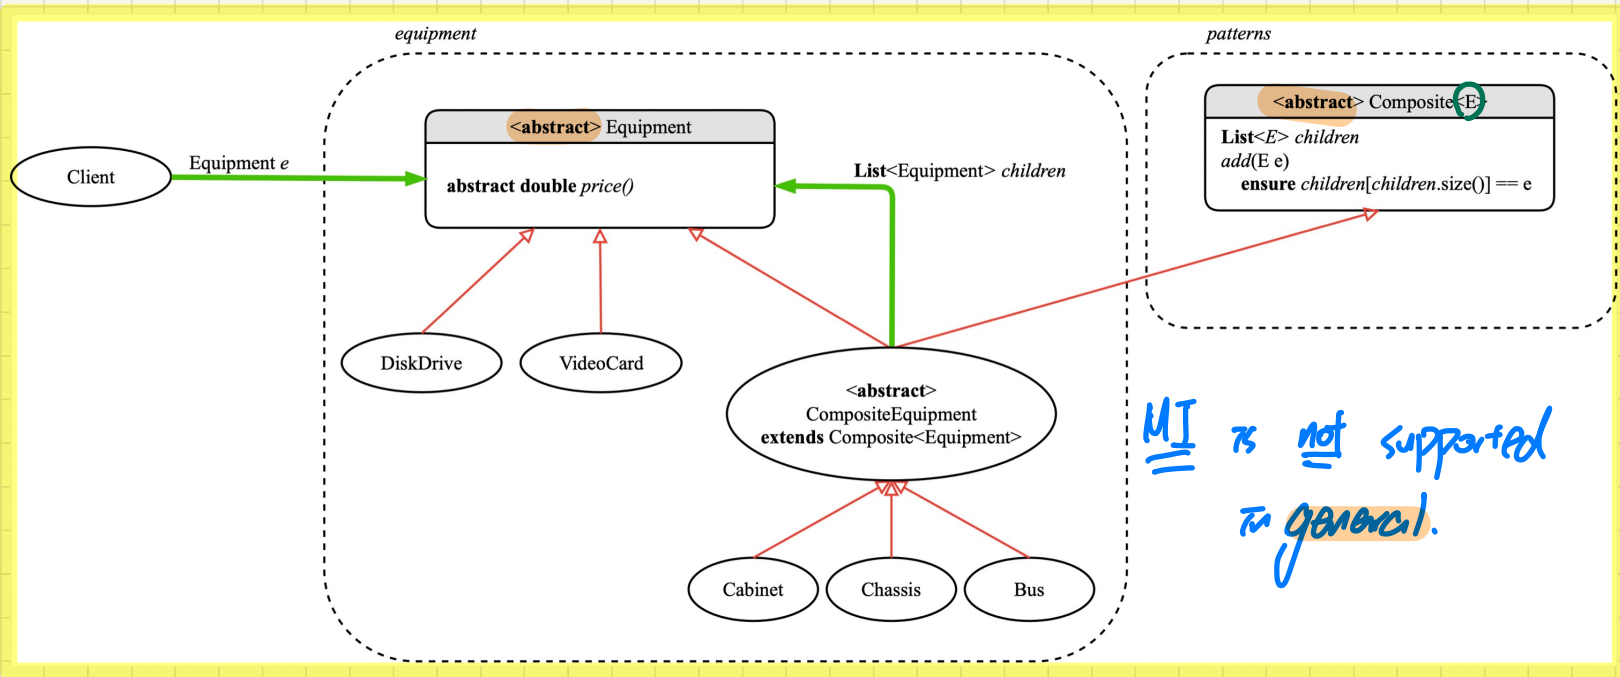 equipment
patterns
<abstract> Equipment
abstract double price()
Client
Equipment e
List<Equipment> children
<abstract> Composite<E>
List<E> children
add(E e)
ensure children[children.size()] == e
DiskDrive
VideoCard
<abstract>
CompositeEquipment
extends Composite<Equipment>
Cabinet
Chassis
Bus
MI is not supported
in general.